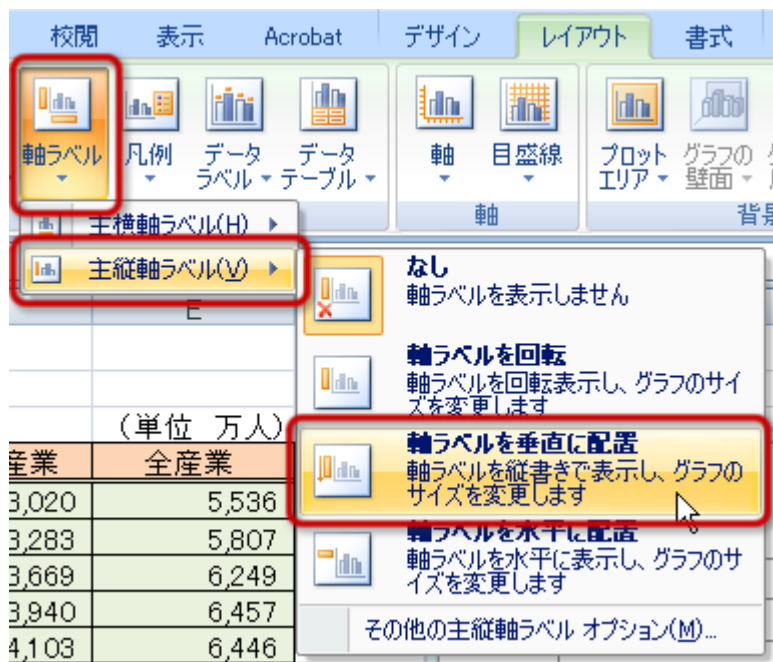 校閲 表示 Acrobat デザイン レイアウト 書式
軸ラベル 凡例 データ ラベル データ テーブル 軸 目盛線 プロット エリア グラフの 壁面
軸
主横軸ラベル(H)
主縦軸ラベル(V)
なし
軸ラベルを表示しません
E
軸ラベルを回転
軸ラベルを回転表示し、グラフのサイ
ズを変更します
(単位 万人)
軸ラベルを垂直に配置
軸ラベルを縦書きで表示し、グラフの
サイズを変更します
産業 全産業
3,020 5,536
3,283 5,807
3,669 6,249
3,940 6,457
4,103 6,446
軸ラベルを水平に配置
軸ラベルを水平に表示し、グラフのサ
イズを変更します
その他の主縦軸ラベル オプション(M)...